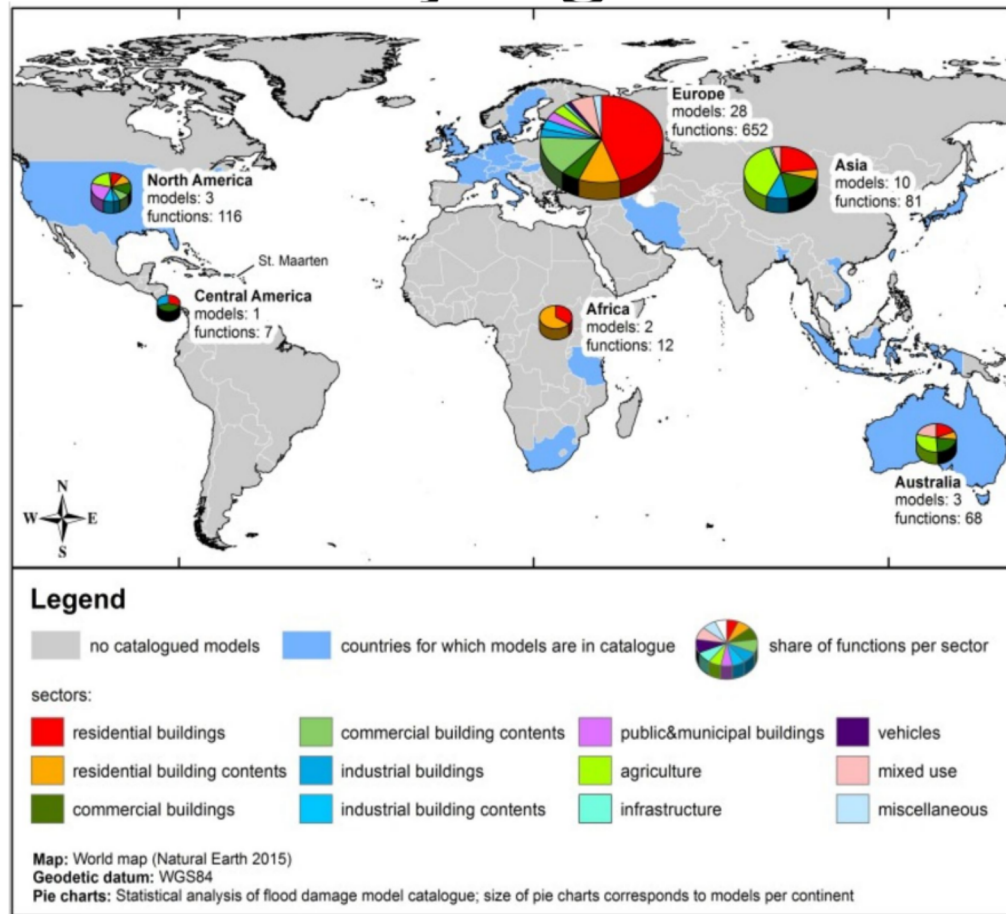 Europe
models: 28
functions: 652
North America
models: 3
functions: 116
Asia
models: 10
functions: 81
St. Maarten
Central America
models: 1
functions: 7
Africa
models: 2
functions: 12
Australia
models: 3
functions: 68
N
W E
S
Legend
no catalogued models countries for which models are in catalogue share of functions per sector
sectors:
residential buildings commercial building contents public&municipal buildings vehicles
residential building contents industrial buildings agriculture mixed use
commercial buildings industrial building contents infrastructure miscellaneous
Map: World map (Natural Earth 2015)
Geodetic datum: WGS84
Pie charts: Statistical analysis of flood damage model catalogue; size of pie charts corresponds to models per continent